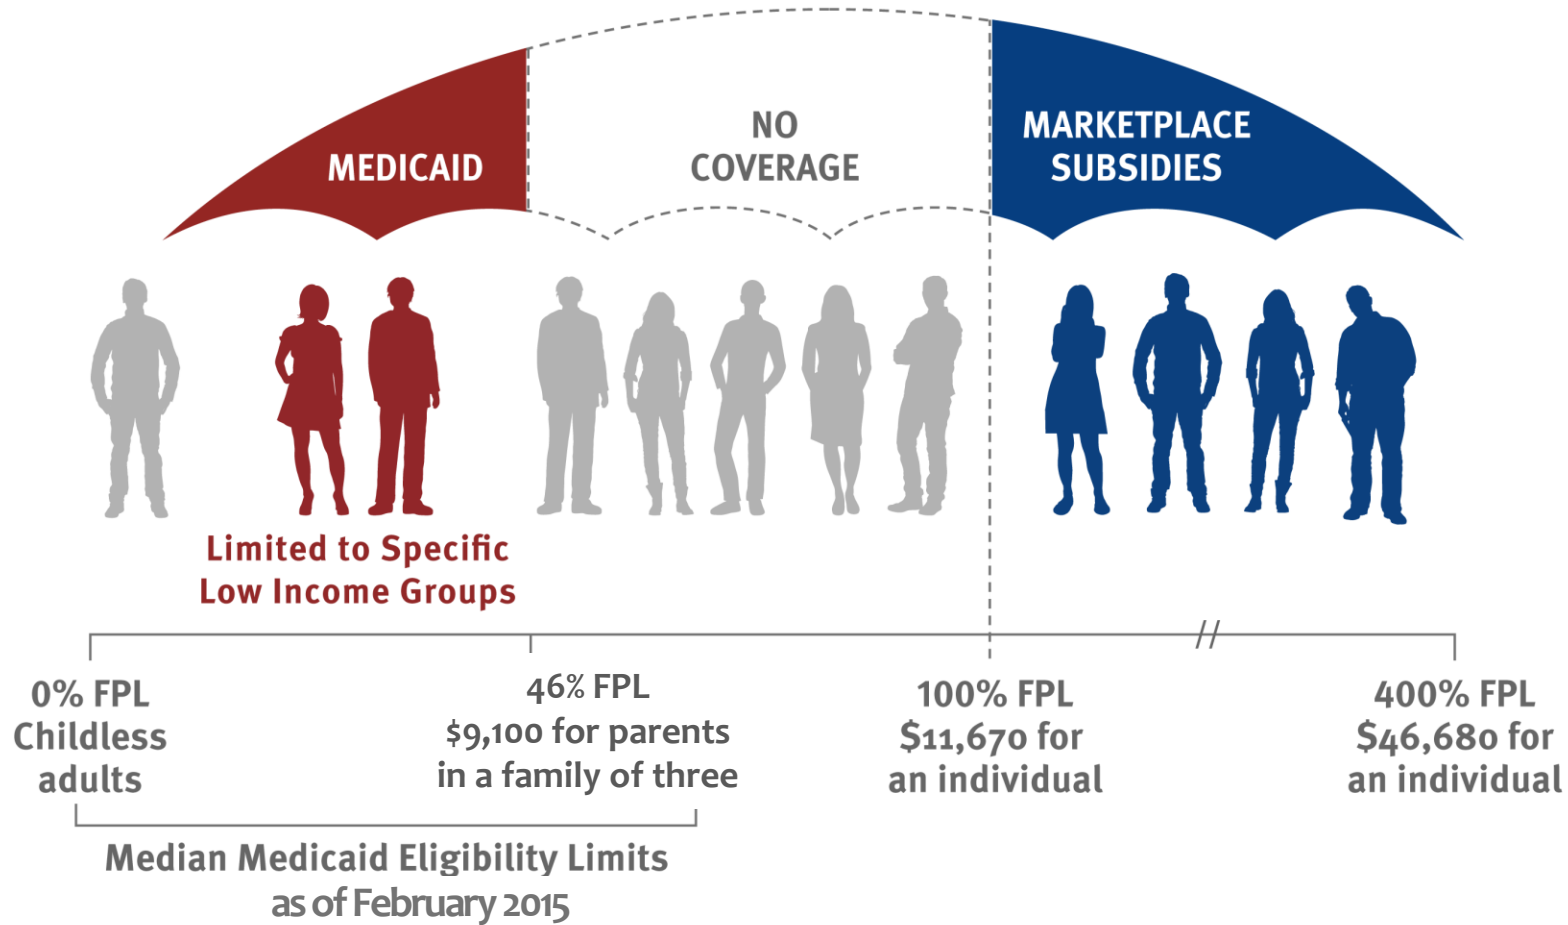 MEDICAID
NO
COVERAGE
MARKETPLACE
SUBSIDIES
Limited to Specific
Low Income Groups
0% FPL
Childless
adults
46% FPL
$9,100 for parents
in a family of three
100% FPL
$11,670 for
an individual
400% FPL
$46,680 for
an individual
Median Medicaid Eligibility Limits
as of February 2015